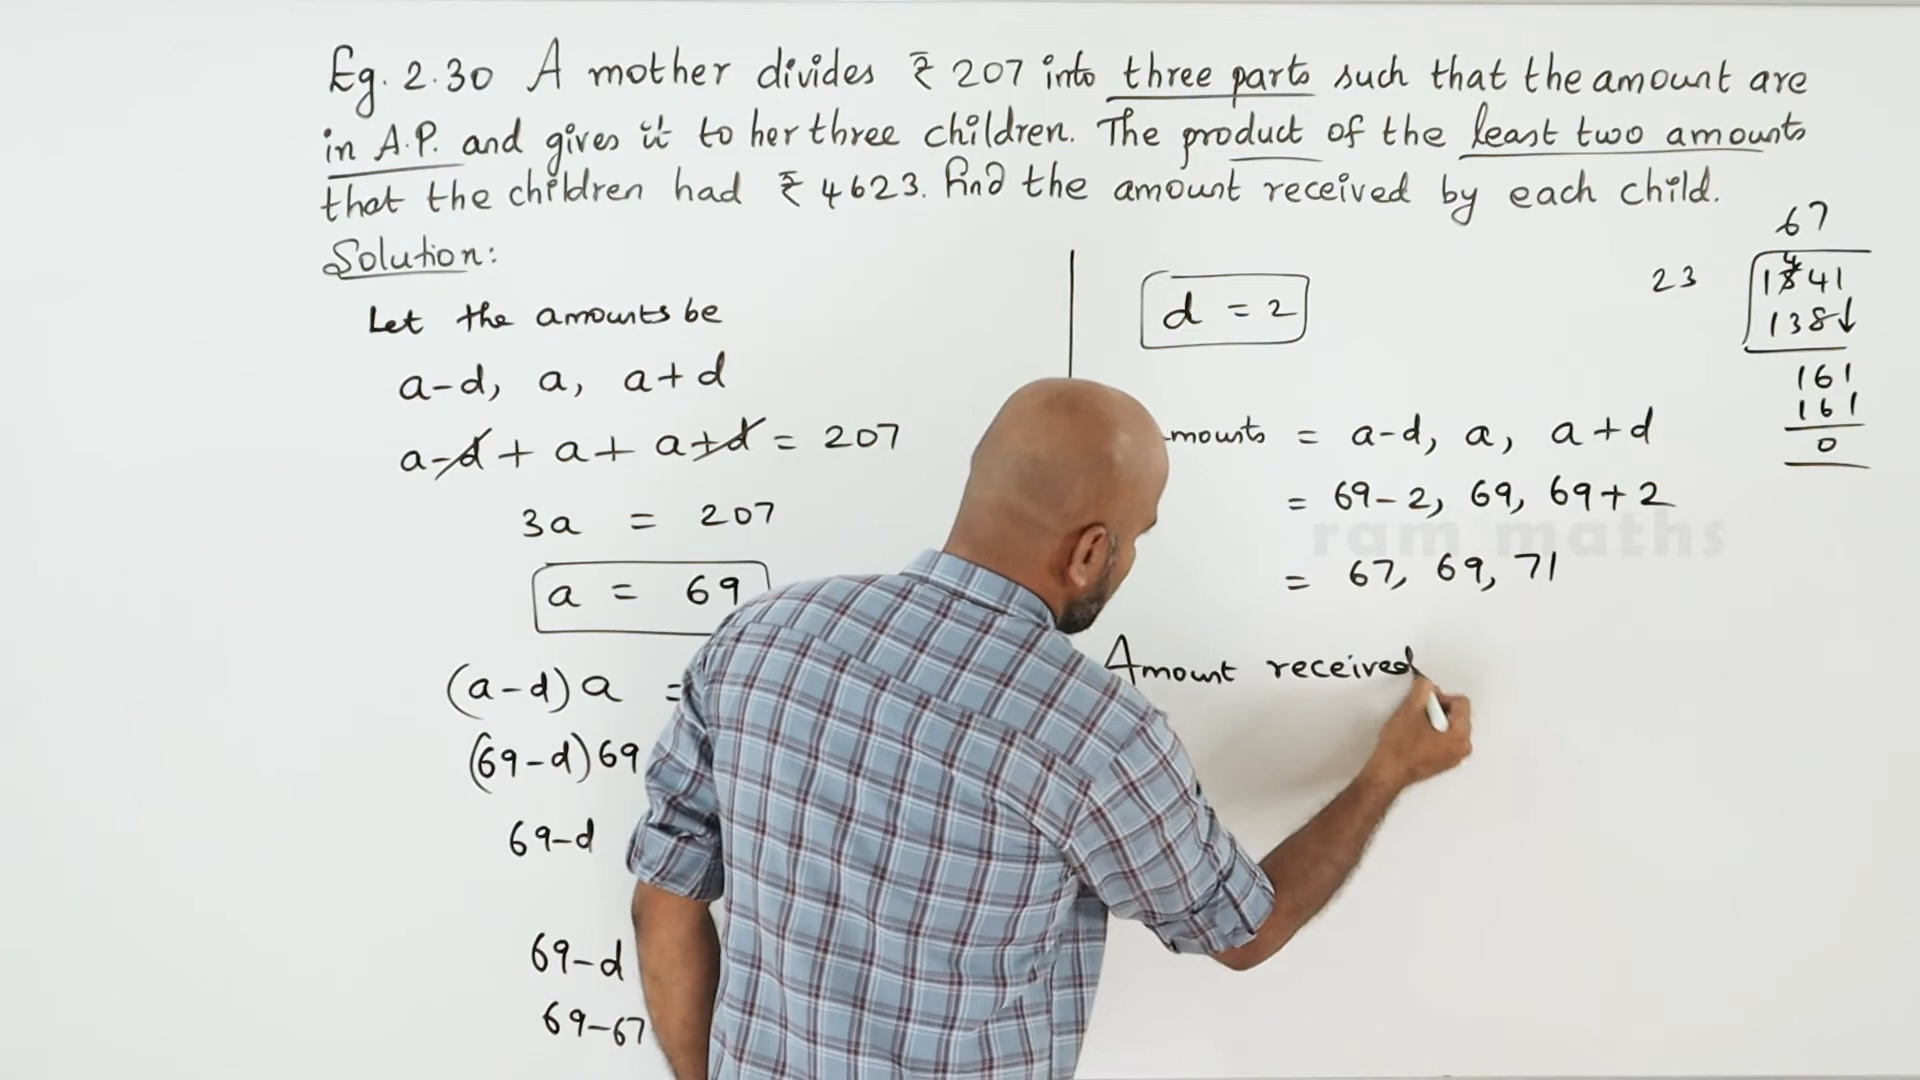 Eg. 2.30 A mother divides ₹ 207 into three parts such that the amount are
in A.P. and gives it to her three children. The product of the least two amounts
that the children had ₹ 4623. Find the amount received by each child.
Solution:
Let the amounts be
a-d, a, a+d
a-d + a + a+d = 207
3a = 207
a = 69
(a-d) a =
(69-d) 69
69-d
69-d
69-67
d = 2
= a-d, a, a+d
= 69-2, 69, 69+2
= 67, 69, 71
Amount received
67
23
1541
138↓
161
161
0
ram maths